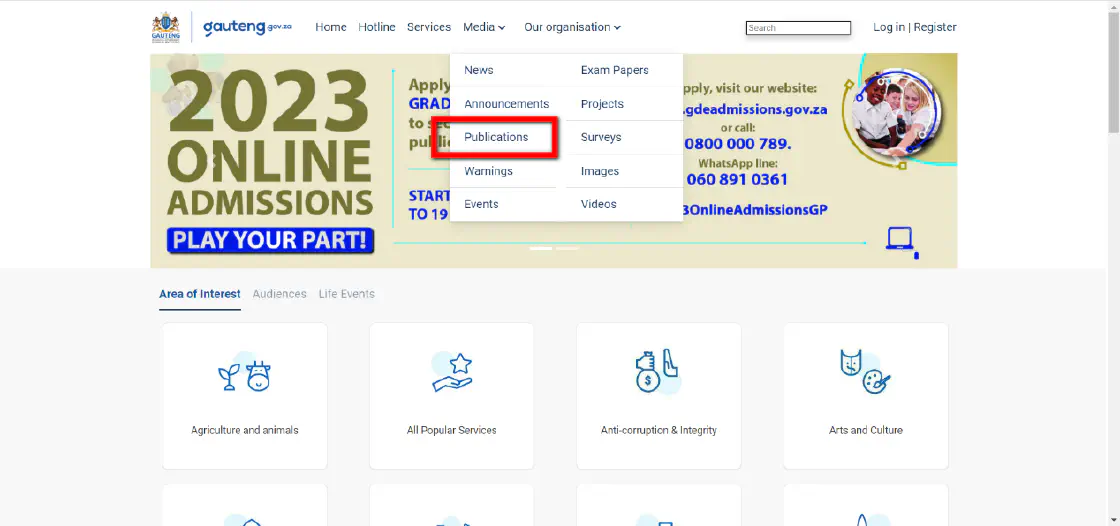 GAUTENG
gauteng.gov.za
Home Hotline Services Media Our organisation
Search
Log in | Register
2023
ONLINE
ADMISSIONS
PLAY YOUR PART!
Apply
GRAD
to sec
public
START
TO 19
News
Announcements
Publications
Warnings
Events
Exam Papers
Projects
Surveys
Images
Videos
pply, visit our website:
.gdeadmissions.gov.za
or call:
0800 000 789.
WhatsApp line:
060 891 0361
3OnlineAdmissionsGP
Area of Interest Audiences Life Events
Agriculture and animals
All Popular Services
Anti-corruption & Integrity
Arts and Culture